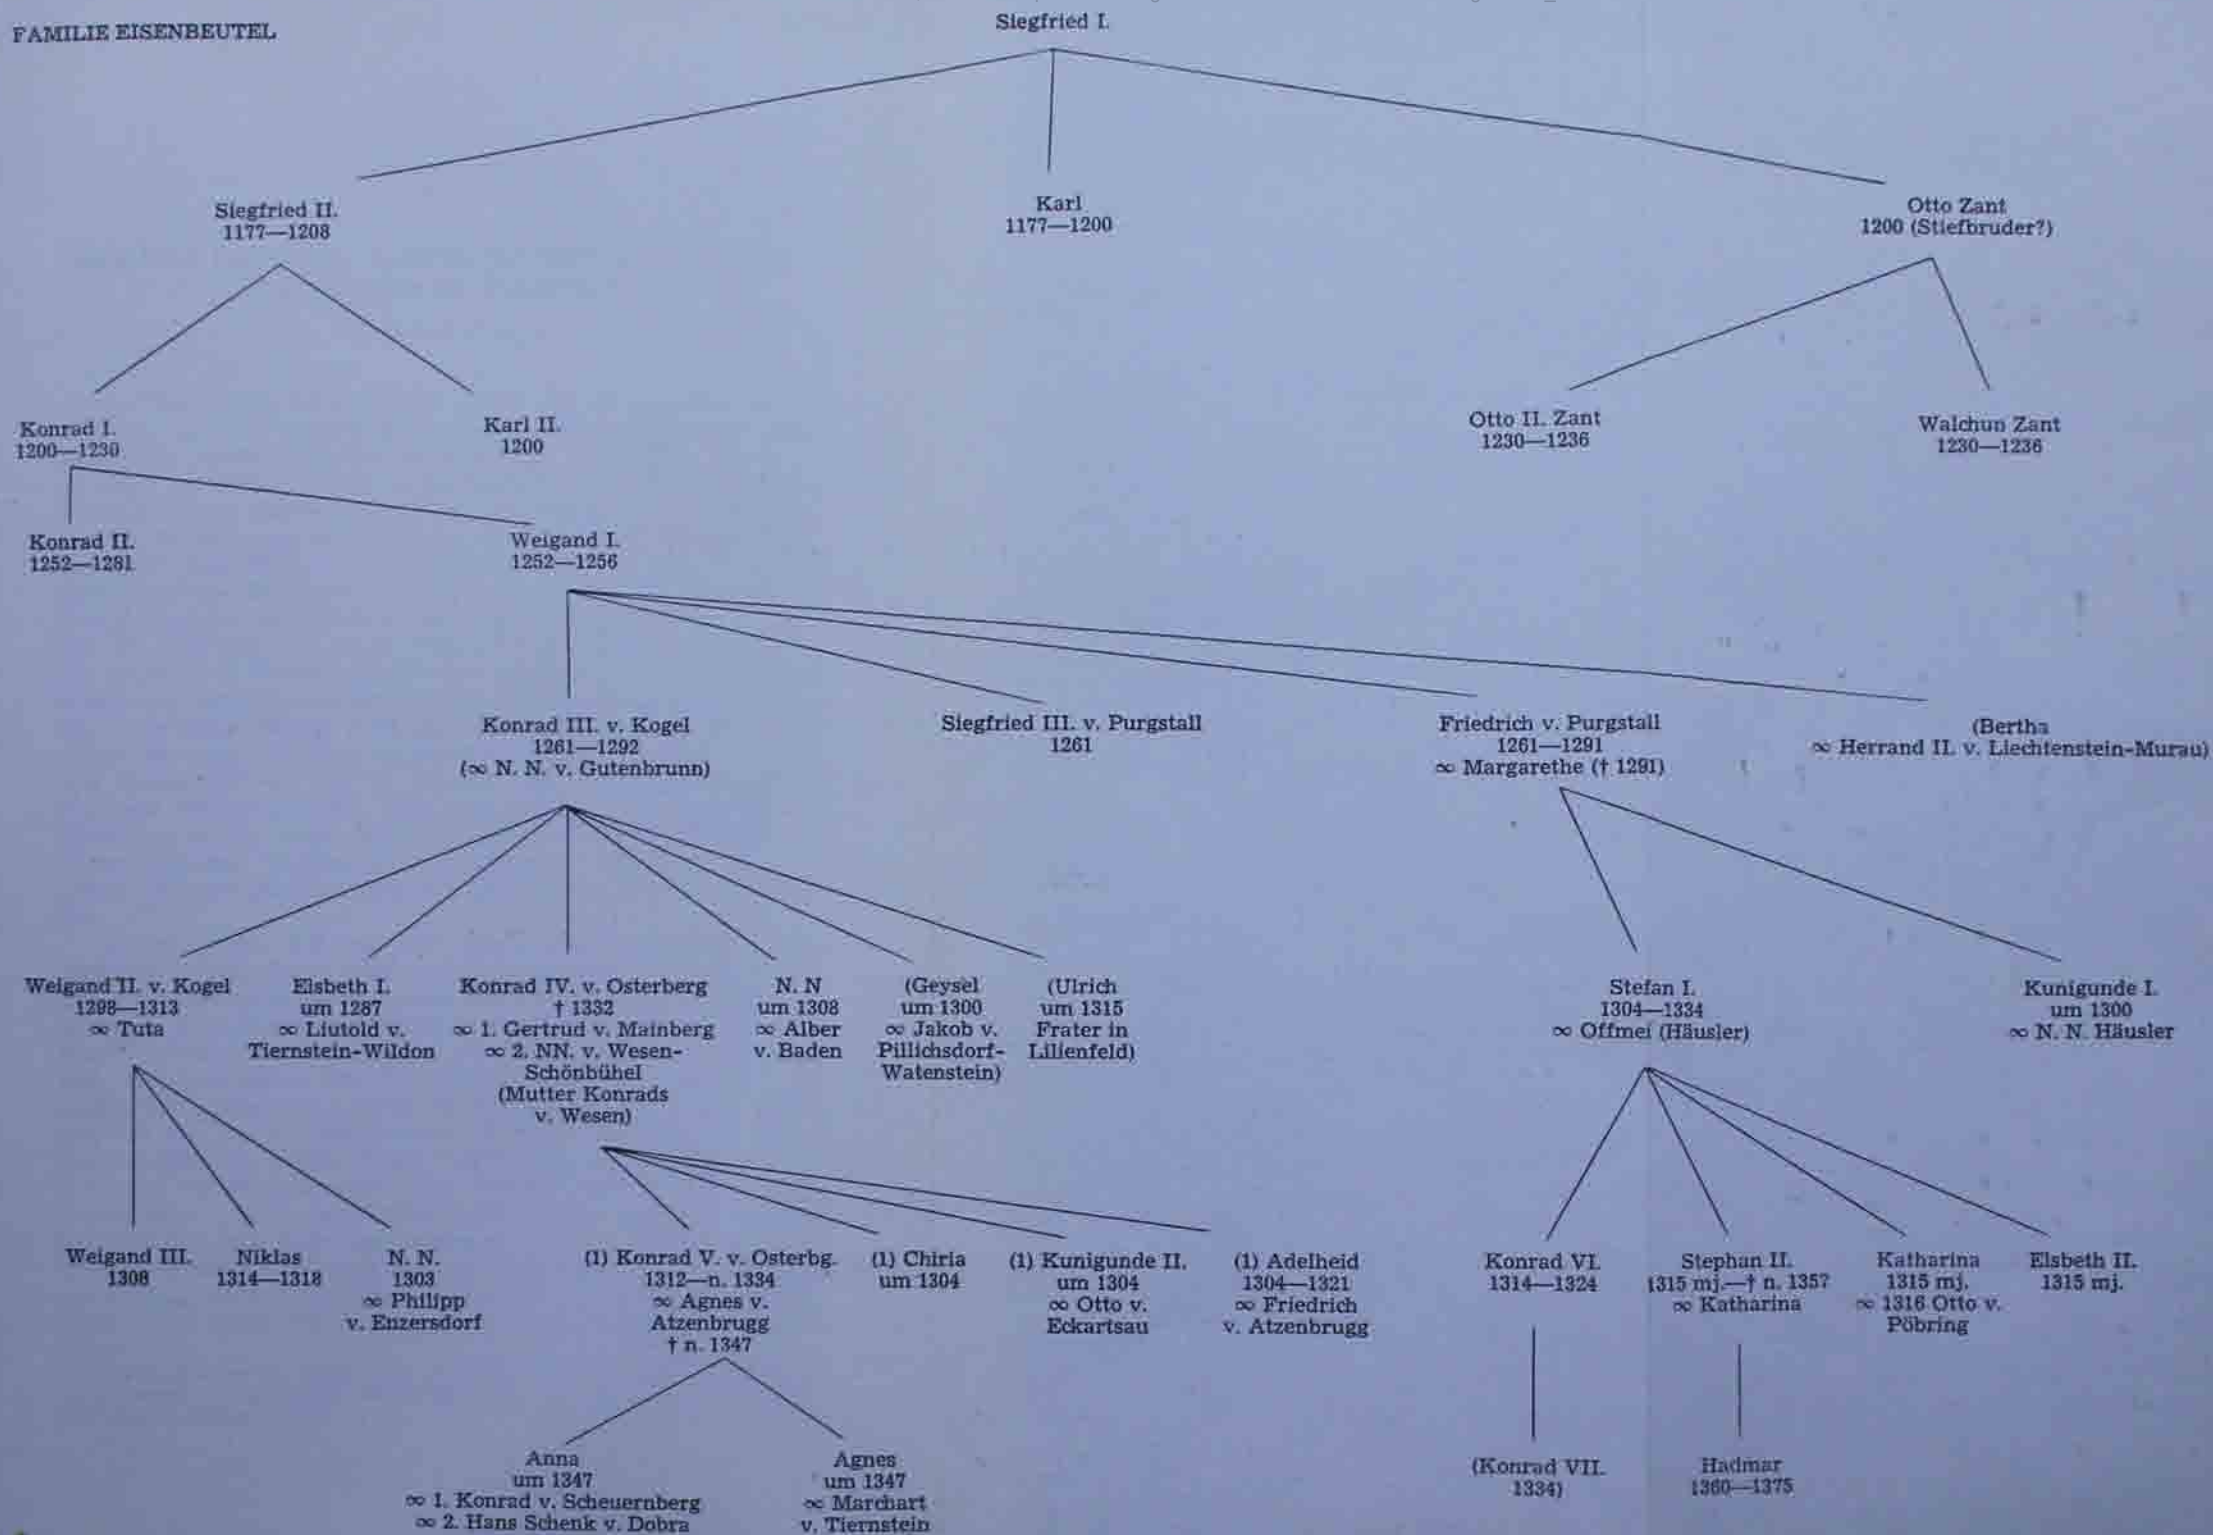 FAMILIE EISENBEUTEL
Siegfried I.
Siegfried II.
1177—1208
Karl
1177—1200
Otto Zant
1200 (Stiefbruder?)
Konrad I.
1200—1230
Karl II.
1200
Otto II. Zant
1230—1236
Walchun Zant
1230—1236
Konrad II.
1252—1281
Weigand I.
1252—1256
Konrad III. v. Kogel
1261—1292
(∞ N. N. v. Gutenbrunn)
Siegfried III. v. Purgstall
1261
Friedrich v. Purgstall
1261—1291
∞ Margarethe († 1291)
(Bertha
∞ Herrand II. v. Liechtenstein-Murau)
Weigand II. v. Kogel
1298—1313
∞ Tuta
Elsbeth I.
um 1287
∞ Liutold v.
Tiernstein-Wildon
Konrad IV. v. Osterberg
† 1332
∞ 1. Gertrud v. Mainberg
∞ 2. NN. v. Wesen-
Schönbühel
(Mutter Konrads
v. Wesen)
N. N
um 1308
∞ Alber
v. Baden
(Geysel
um 1300
∞ Jakob v.
Pillichsdorf-
Watenstein)
(Ulrich
um 1315
Frater in
Lilienfeld)
Stefan I.
1304—1334
∞ Offmei (Häusler)
Kunigunde I.
um 1300
∞ N. N. Häusler
Weigand III.
1308
Niklas
1314—1318
N. N.
1303
∞ Philipp
v. Enzersdorf
(1) Konrad V. v. Osterbg.
1312—n. 1334
∞ Agnes v.
Atzenbrugg
† n. 1347
(1) Chirla
um 1304
(1) Kunigunde II.
um 1304
∞ Otto v.
Eckartsau
(1) Adelheid
1304—1321
∞ Friedrich
v. Atzenbrugg
Konrad VI.
1314—1324
Stephan II.
1315 mj.—† n. 1357
∞ Katharina
Katharina
1315 mj.
∞ 1316 Otto v.
Pöbring
Elsbeth II.
1315 mj.
Anna
um 1347
∞ 1. Konrad v. Scheuernberg
∞ 2. Hans Schenk v. Dobra
Agnes
um 1347
∞ Marchart
v. Tiernstein
(Konrad VII.
1334)
Hadmar
1360—1375